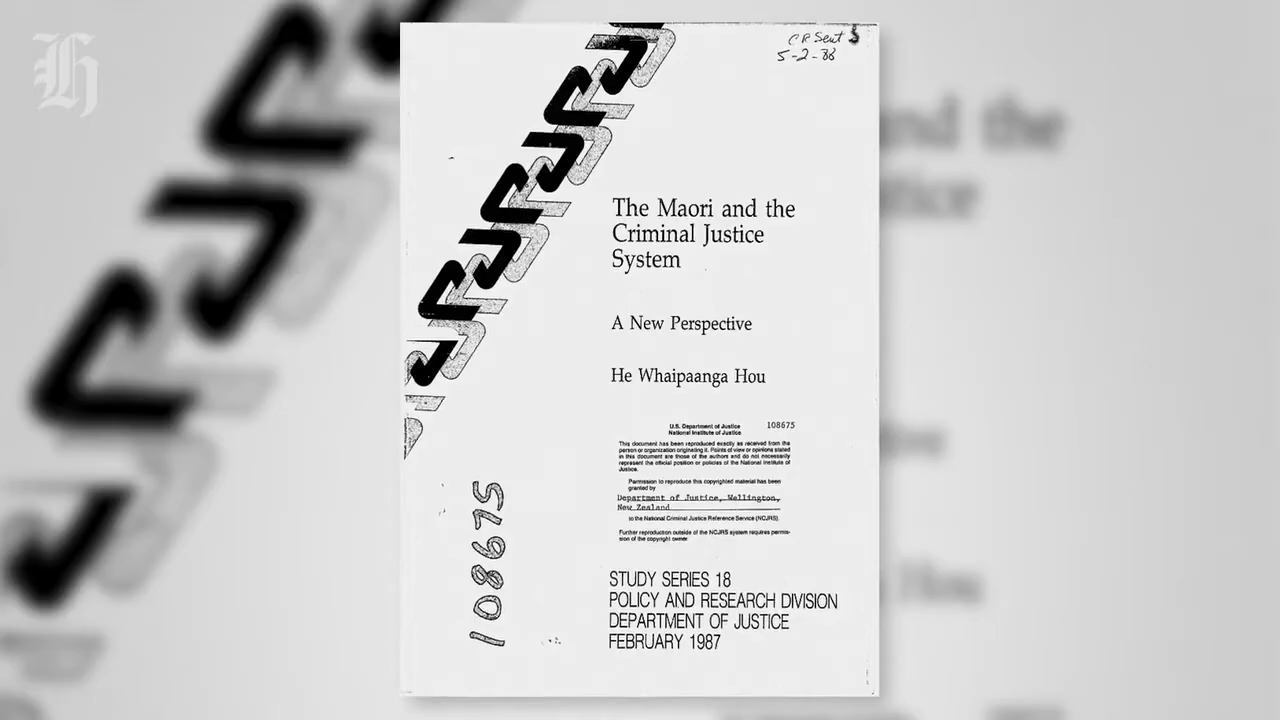 CR Sent
5-2-88
The Maori and the
Criminal Justice
System
A New Perspective
He Whaipaanga Hou
U.S. Department of Justice
National Institute of Justice
108675
This document has been reproduced exactly as received from the
person or organization originating it. Points of view or opinions stated
in this document are those of the authors and do not necessarily
represent the official position or policies of the National Institute of
Justice.
Permission to reproduce this copyrighted material has been
granted by
Department of Justice, Wellington,
New Zealand
to the National Criminal Justice Reference Service (NCJRS).
Further reproduction outside of the NCJRS system requires permis-
sion of the copyright owner
108675
STUDY SERIES 18
POLICY AND RESEARCH DIVISION
DEPARTMENT OF JUSTICE
FEBRUARY 1987